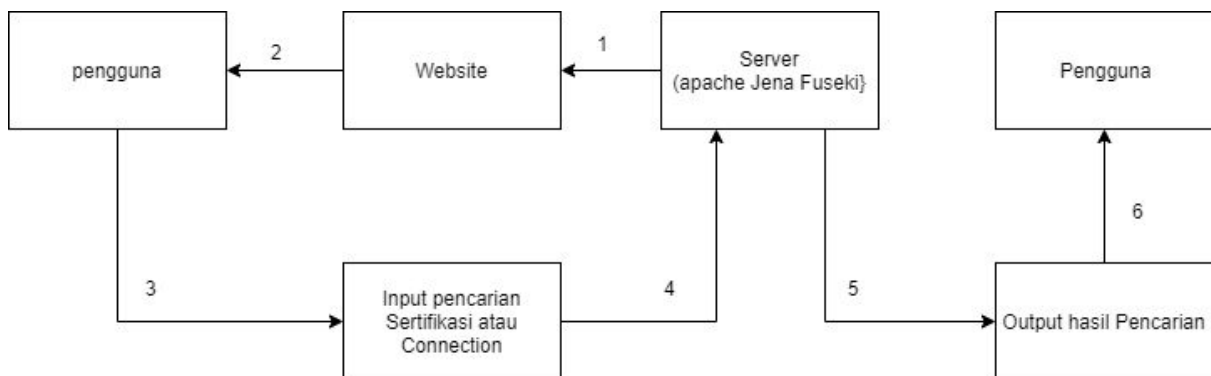 pengguna
2
Website
1
Server
(apache Jena Fuseki}
Pengguna
3
Input pencarian
Sertifikasi atau
Connection
4
5
Output hasil Pencarian
6